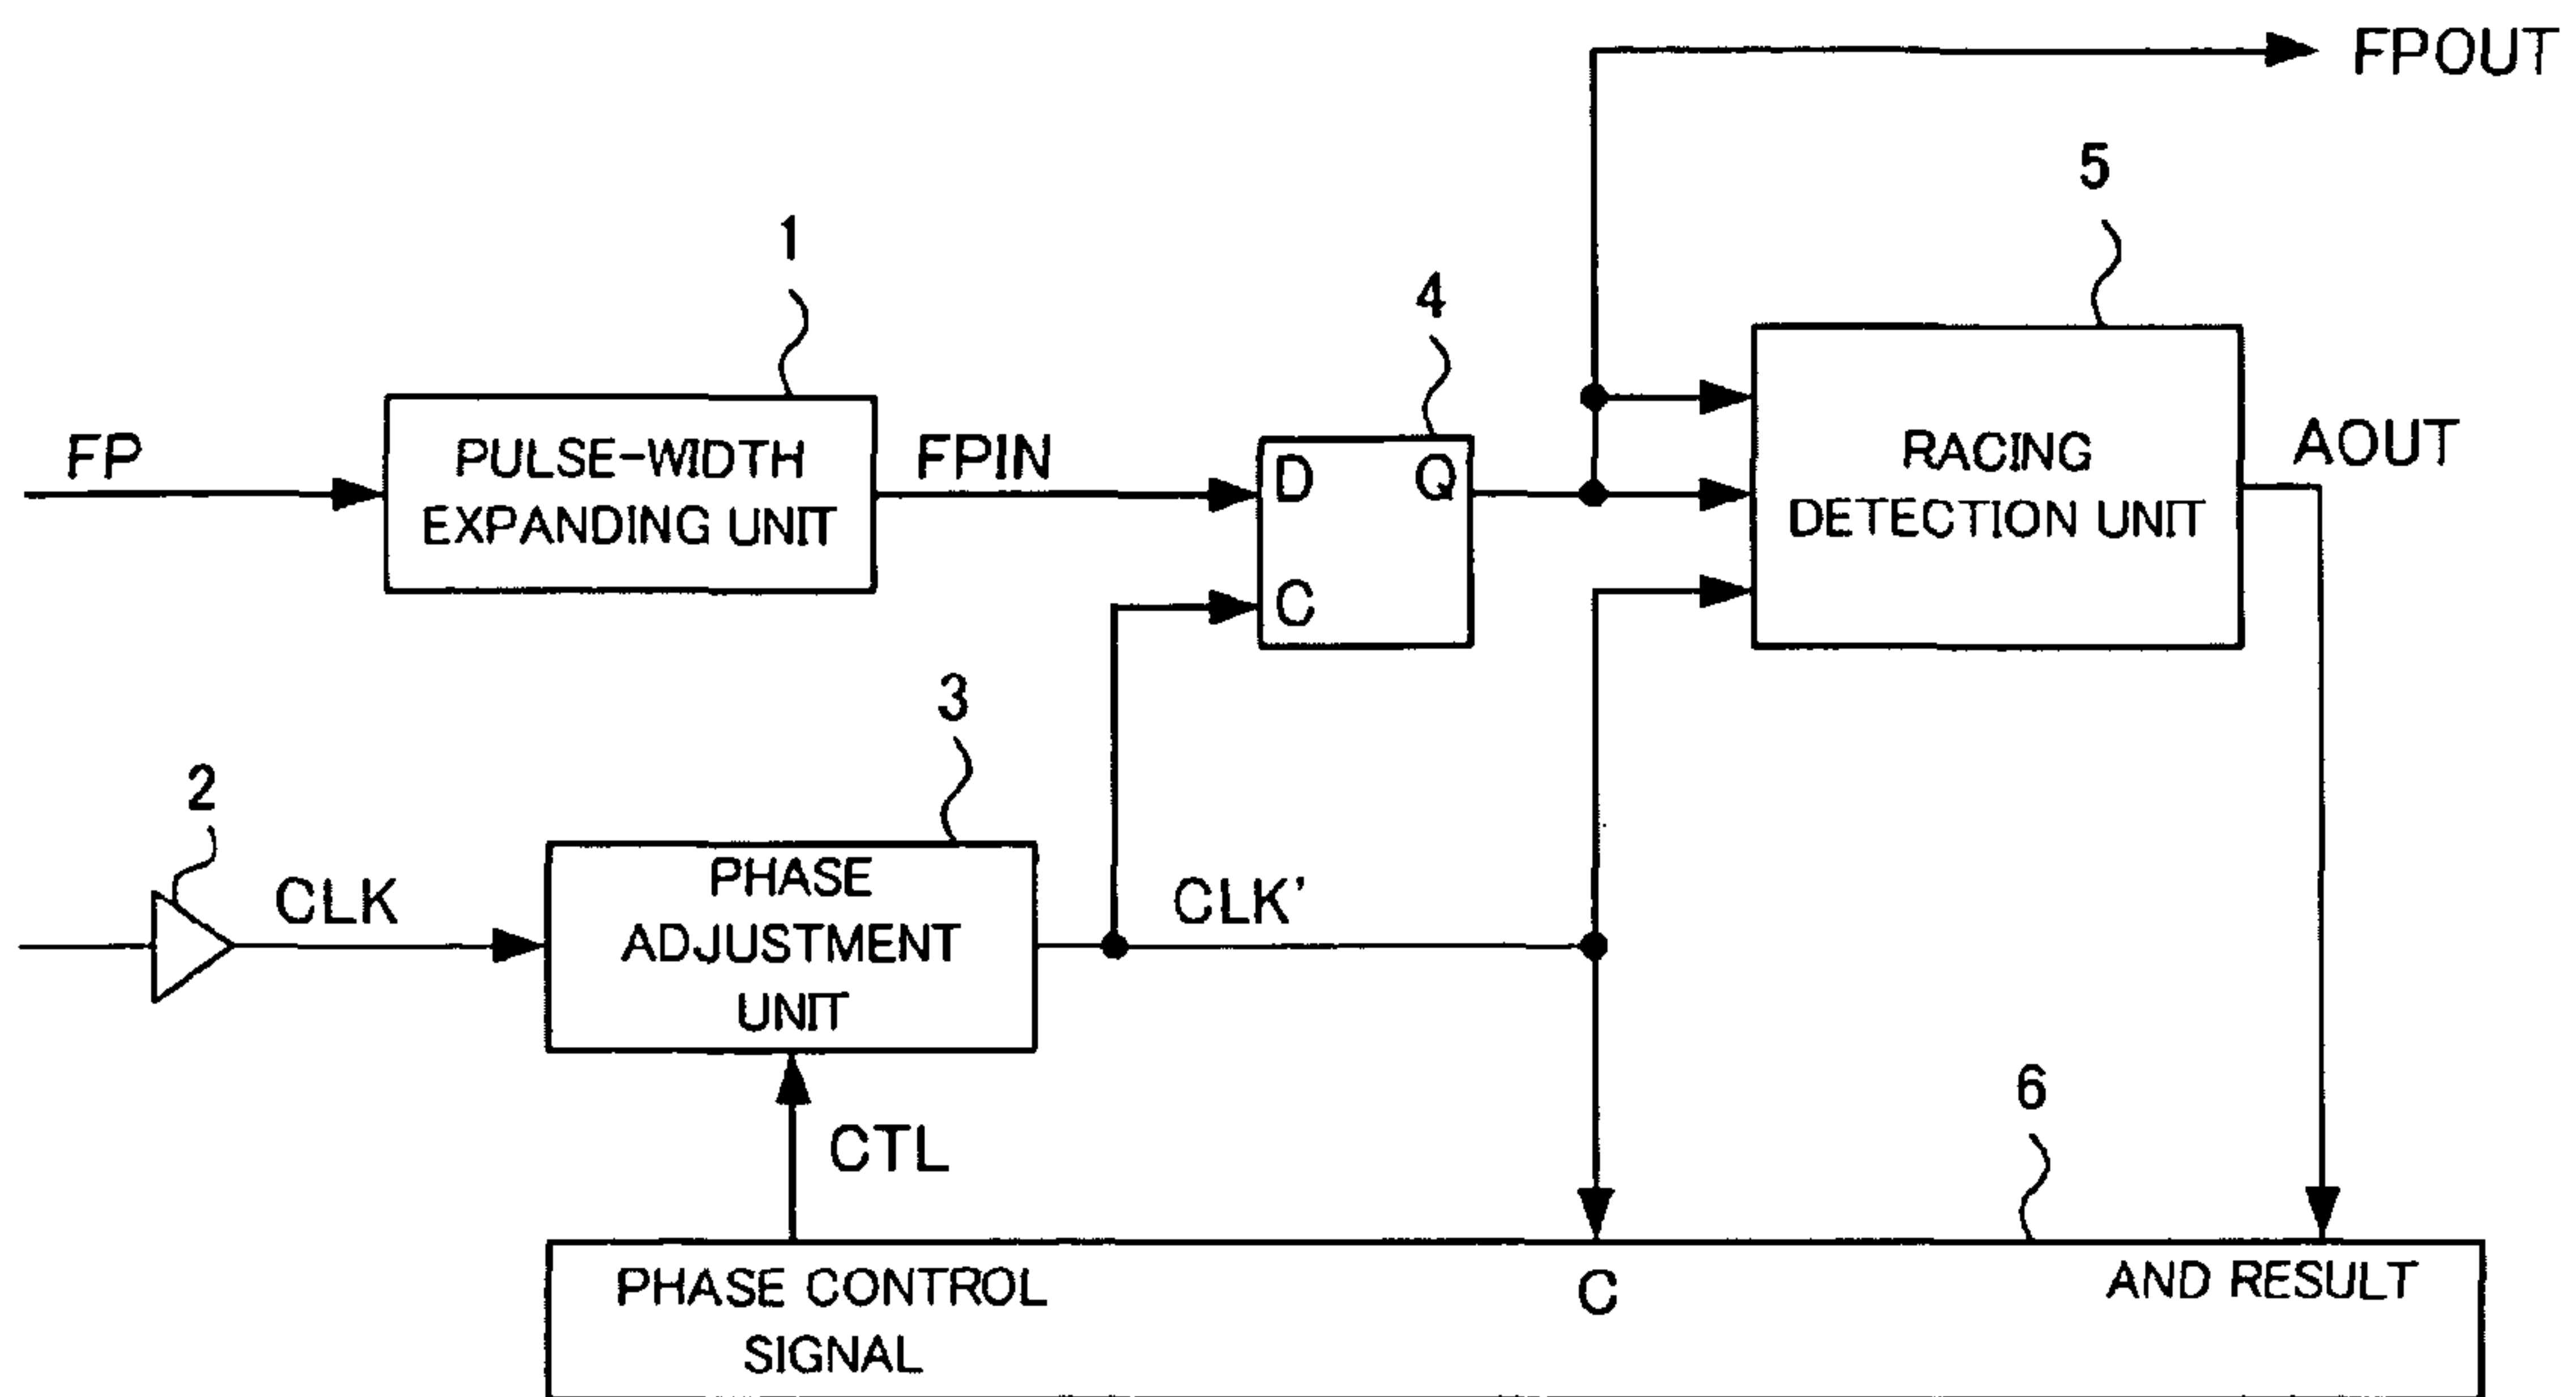 FPOUT
5
1
4
FP
PULSE-WIDTH
EXPANDING UNIT
FPIN
D
Q
C
RACING
DETECTION UNIT
AOUT
3
2
CLK
PHASE
ADJUSTMENT
UNIT
CLK'
CTL
6
PHASE CONTROL
SIGNAL
C
AND RESULT